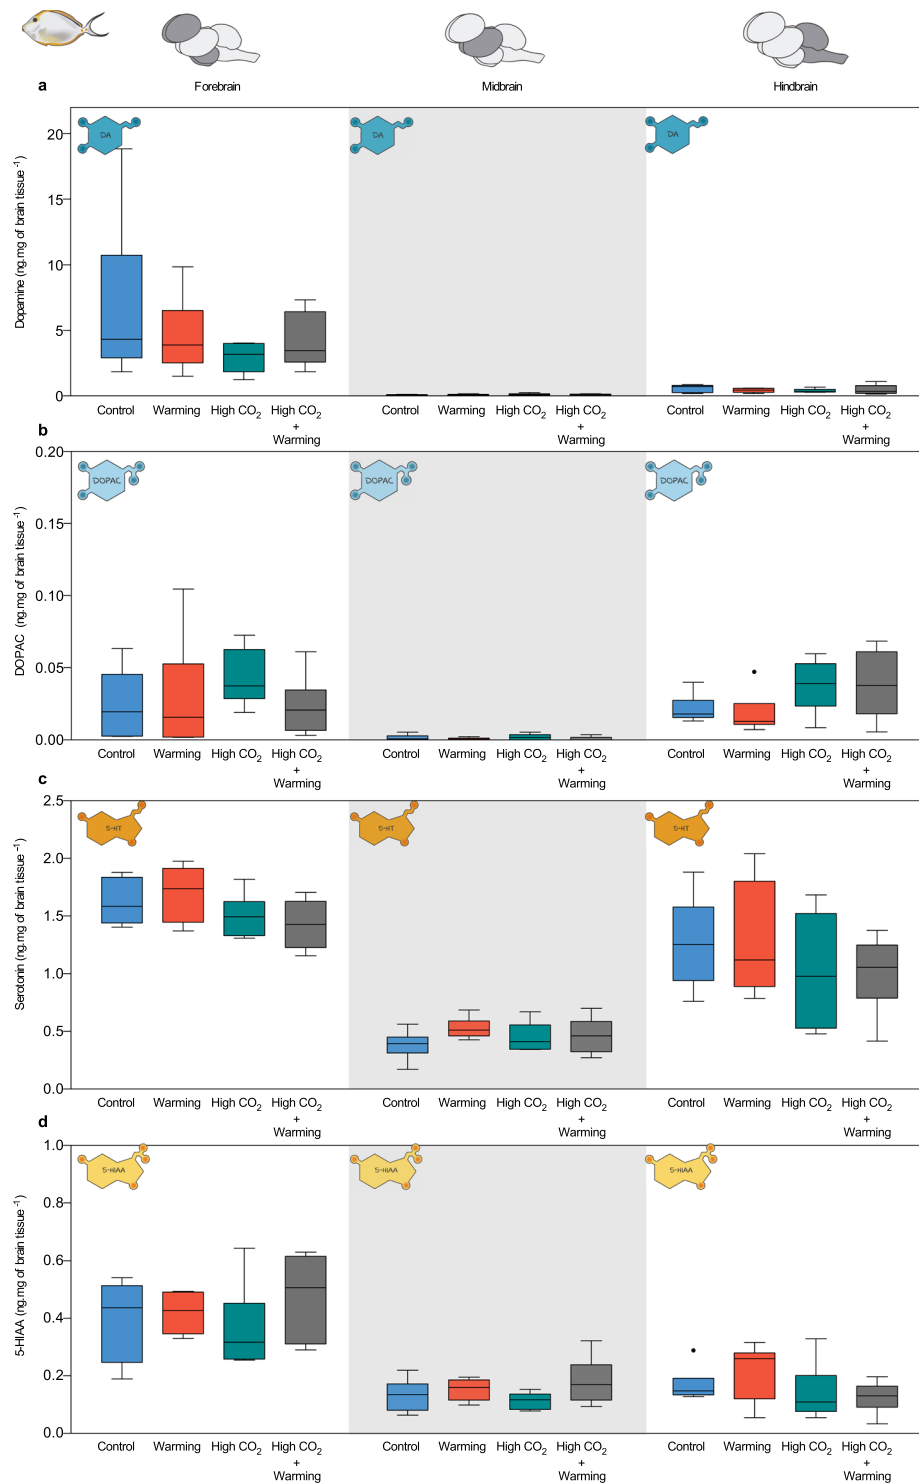 Forebrain Midbrain Hindbrain
a
DA DA DA
Dopamine (ng.mg of brain tissue ⁻¹)
20
15
10
5
0
Control Warming High CO₂ High CO₂ Control Warming High CO₂ High CO₂ Control Warming High CO₂ High CO₂
+ + +
Warming Warming Warming
b
DOPAC DOPAC DOPAC
DOPAC (ng.mg of brain tissue ⁻¹)
0.20
0.15
0.10
0.05
0.00
Control Warming High CO₂ High CO₂ Control Warming High CO₂ High CO₂ Control Warming High CO₂ High CO₂
+ + +
Warming Warming Warming
c
5-HT 5-HT 5-HT
Serotonin (ng.mg of brain tissue ⁻¹)
2.5
2.0
1.5
1.0
0.5
0.0
Control Warming High CO₂ High CO₂ Control Warming High CO₂ High CO₂ Control Warming High CO₂ High CO₂
+ + +
Warming Warming Warming
d
5-HIAA 5-HIAA 5-HIAA
5-HIAA (ng.mg of brain tissue ⁻¹)
1.0
0.8
0.6
0.4
0.2
0.0
Control Warming High CO₂ High CO₂ Control Warming High CO₂ High CO₂ Control Warming High CO₂ High CO₂
+ + +
Warming Warming Warming